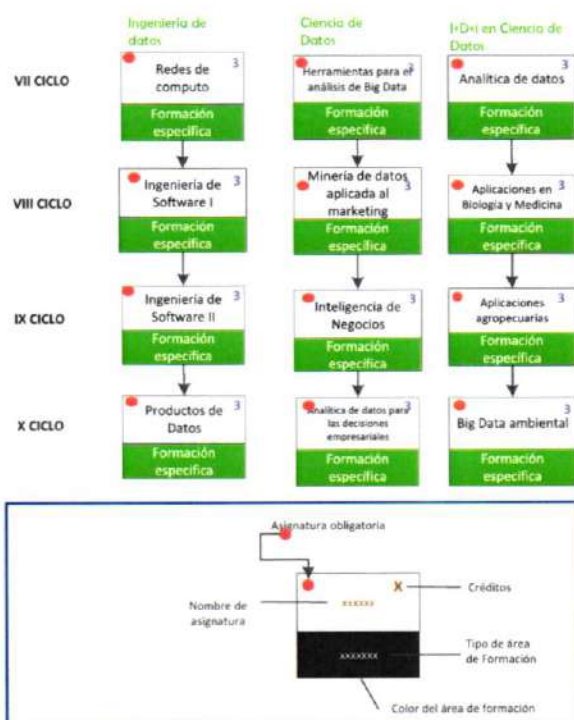 Ingeniería de
datos
Ciencia de
Datos
I+D+i en Ciencia de
Datos
VII CICLO
Redes de
computo
3
Formación
específica
Herramientas para el
análisis de Big Data
3
Formación
específica
Analítica de datos
3
Formación
específica
VIII CICLO
Ingeniería de
Software I
3
Formación
específica
Minería de datos
aplicada al
marketing
3
Formación
específica
Aplicaciones en
Biología y Medicina
3
Formación
específica
IX CICLO
Ingeniería de
Software II
3
Formación
específica
Inteligencia de
Negocios
3
Formación
específica
Aplicaciones
agropecuarias
3
Formación
específica
X CICLO
Productos de
Datos
3
Formación
específica
Analítica de datos para
las decisiones
empresariales
3
Formación
específica
Big Data ambiental
3
Formación
específica
Asignatura obligatoria
X
Créditos
Nombre de
asignatura
xxxxxx
xxxxxxx
Tipo de área
de Formación
Color del área de formación